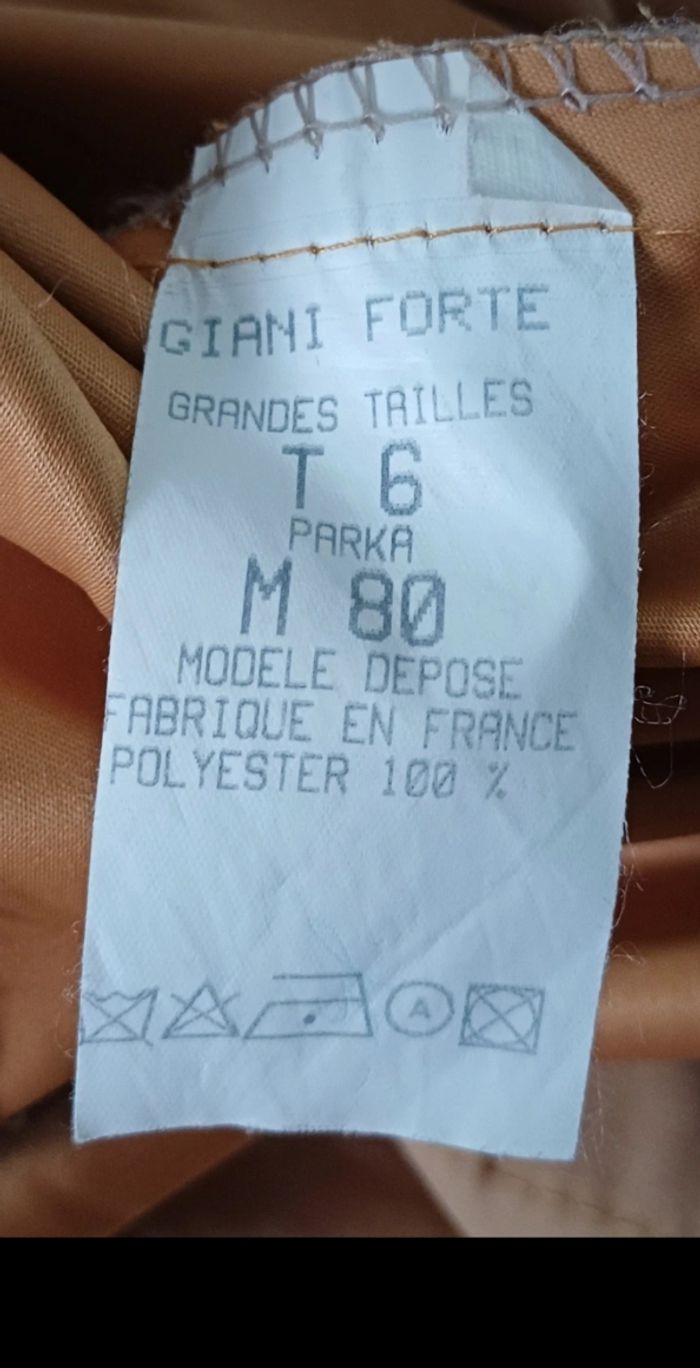 GIANI FORTE
GRANDES TAILLES
T 6
PARKA
M 80
MODELE DEPOSE
FABRIQUE EN FRANCE
POLYESTER 100 %
A